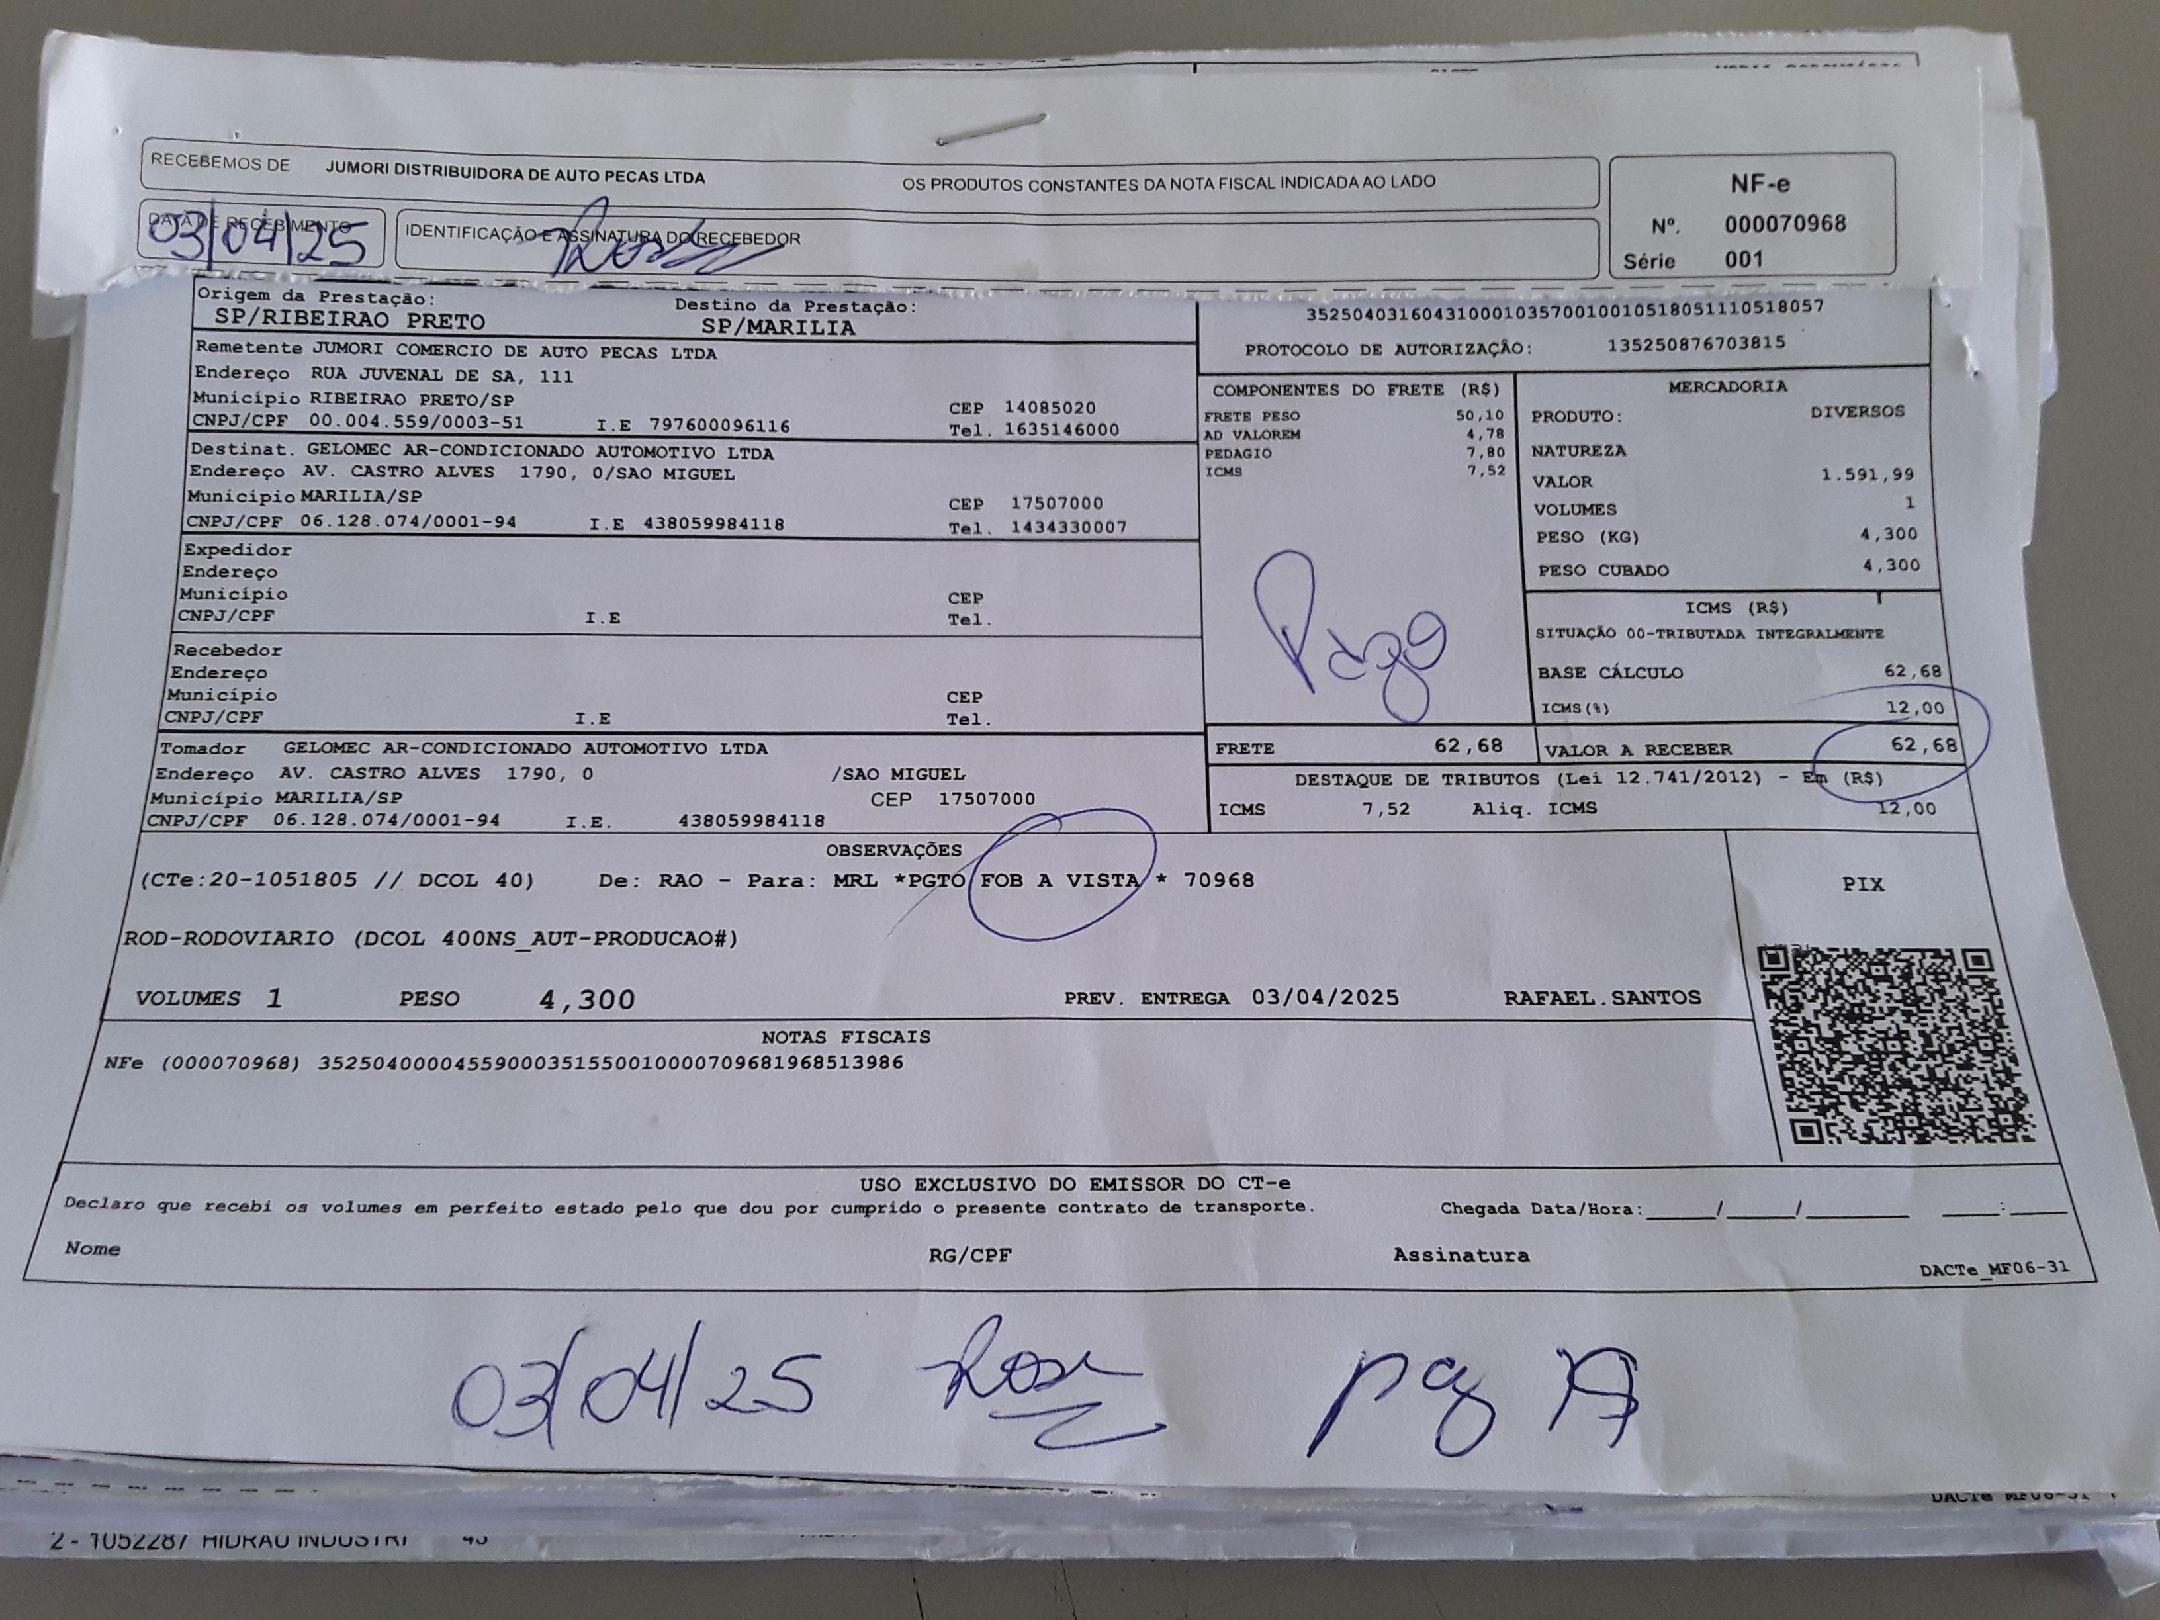 RECEBEMOS DE JUMORI DISTRIBUIDORA DE AUTO PECAS LTDA OS PRODUTOS CONSTANTES DA NOTA FISCAL INDICADA AO LADO
NF-e
Nº. 000070968
Série 001
DATA DE RECEBIMENTO
03/04/25
IDENTIFICAÇÃO E ASSINATURA DO RECEBEDOR
Origem da Prestação: Destino da Prestação:
SP/RIBEIRAO PRETO SP/MARILIA
35250403160431000103570010010518051110518057
PROTOCOLO DE AUTORIZAÇÃO: 135250876703815
Remetente JUMORI COMERCIO DE AUTO PECAS LTDA
Endereço RUA JUVENAL DE SA, 111
Município RIBEIRAO PRETO/SP CEP 14085020
CNPJ/CPF 00.004.559/0003-51 I.E 797600096116 Tel. 1635146000
Destinat. GELOMEC AR-CONDICIONADO AUTOMOTIVO LTDA
Endereço AV. CASTRO ALVES 1790, 0/SAO MIGUEL
Município MARILIA/SP CEP 17507000
CNPJ/CPF 06.128.074/0001-94 I.E 438059984118 Tel. 1434330007
Expedidor
Endereço
Município CEP
CNPJ/CPF I.E Tel.
Recebedor
Endereço
Município CEP
CNPJ/CPF I.E Tel.
Tomador GELOMEC AR-CONDICIONADO AUTOMOTIVO LTDA
Endereço AV. CASTRO ALVES 1790, 0 /SAO MIGUEL
Município MARILIA/SP CEP 17507000
CNPJ/CPF 06.128.074/0001-94 I.E. 438059984118
COMPONENTES DO FRETE (R$)
FRETE PESO 50,10
AD VALOREM 4,78
PEDAGIO 7,80
ICMS 7,52
Pago
MERCADORIA
PRODUTO: DIVERSOS
NATUREZA
VALOR 1.591,99
VOLUMES 1
PESO (KG) 4,300
PESO CUBADO 4,300
ICMS (R$)
SITUAÇÃO 00-TRIBUTADA INTEGRALMENTE
BASE CÁLCULO 62,68
ICMS(%) 12,00
FRETE 62,68 VALOR A RECEBER 62,68
DESTAQUE DE TRIBUTOS (Lei 12.741/2012) - Em (R$)
ICMS 7,52 Aliq. ICMS 12,00
OBSERVAÇÕES
(CTe:20-1051805 // DCOL 40) De: RAO - Para: MRL *PGTO FOB A VISTA * 70968
ROD-RODOVIARIO (DCOL 400NS_AUT-PRODUCAO#)
VOLUMES 1 PESO 4,300 PREV. ENTREGA 03/04/2025 RAFAEL.SANTOS
PIX
NOTAS FISCAIS
NFe (000070968) 35250400004559000351550010000709681968513986
USO EXCLUSIVO DO EMISSOR DO CT-e
Declaro que recebi os volumes em perfeito estado pelo que dou por cumprido o presente contrato de transporte. Chegada Data/Hora:_____/_____/_______ ____:____
Nome RG/CPF Assinatura
DACTe_MF06-31
03/04/25 Rose pg
DACTe MF06-31
2 - 1052287 HIDRAU INDUSTRI 45